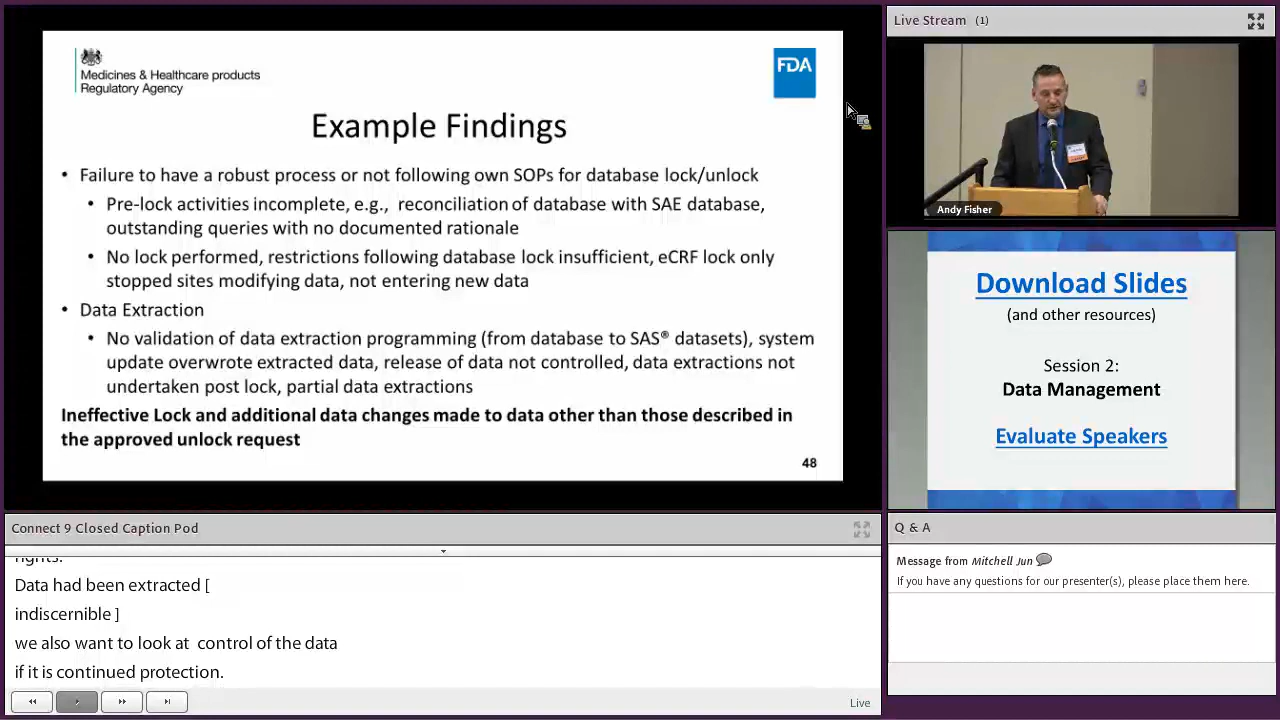 Medicines & Healthcare products
Regulatory Agency
FDA
Example Findings
• Failure to have a robust process or not following own SOPs for database lock/unlock
• Pre-lock activities incomplete, e.g., reconciliation of database with SAE database,
outstanding queries with no documented rationale
• No lock performed, restrictions following database lock insufficient, eCRF lock only
stopped sites modifying data, not entering new data
• Data Extraction
• No validation of data extraction programming (from database to SAS® datasets), system
update overwrote extracted data, release of data not controlled, data extractions not
undertaken post lock, partial data extractions
Ineffective Lock and additional data changes made to data other than those described in
the approved unlock request
48
Live Stream (1)
Andy Fisher
Download Slides
(and other resources)
Session 2:
Data Management
Evaluate Speakers
Connect 9 Closed Caption Pod
rights.
Data had been extracted [
indiscernible ]
we also want to look at control of the data
if it is continued protection.
Live
Q & A
Message from Mitchell Jun
If you have any questions for our presenter(s), please place them here.